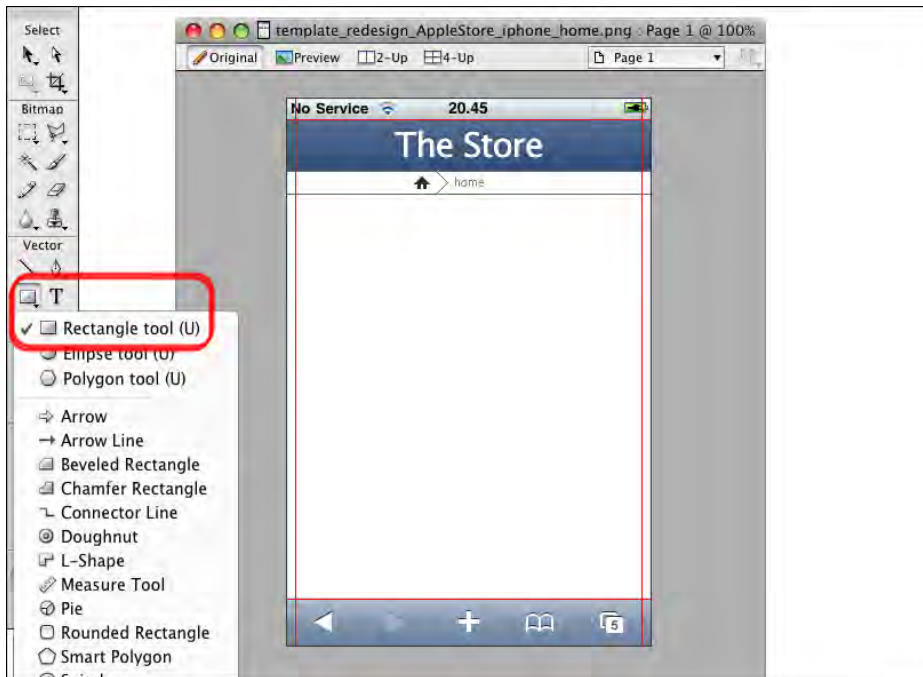 Select
template_redesign_AppleStore_iphone_home.png : Page 1 @ 100%
Original Preview 2-Up 4-Up Page 1
Bitmap
No Service 20.45
The Store
home
Vector
T
Rectangle tool (U)
Ellipse tool (U)
Polygon tool (U)
Arrow
Arrow Line
Beveled Rectangle
Chamfer Rectangle
Connector Line
Doughnut
L-Shape
Measure Tool
Pie
Rounded Rectangle
Smart Polygon
5